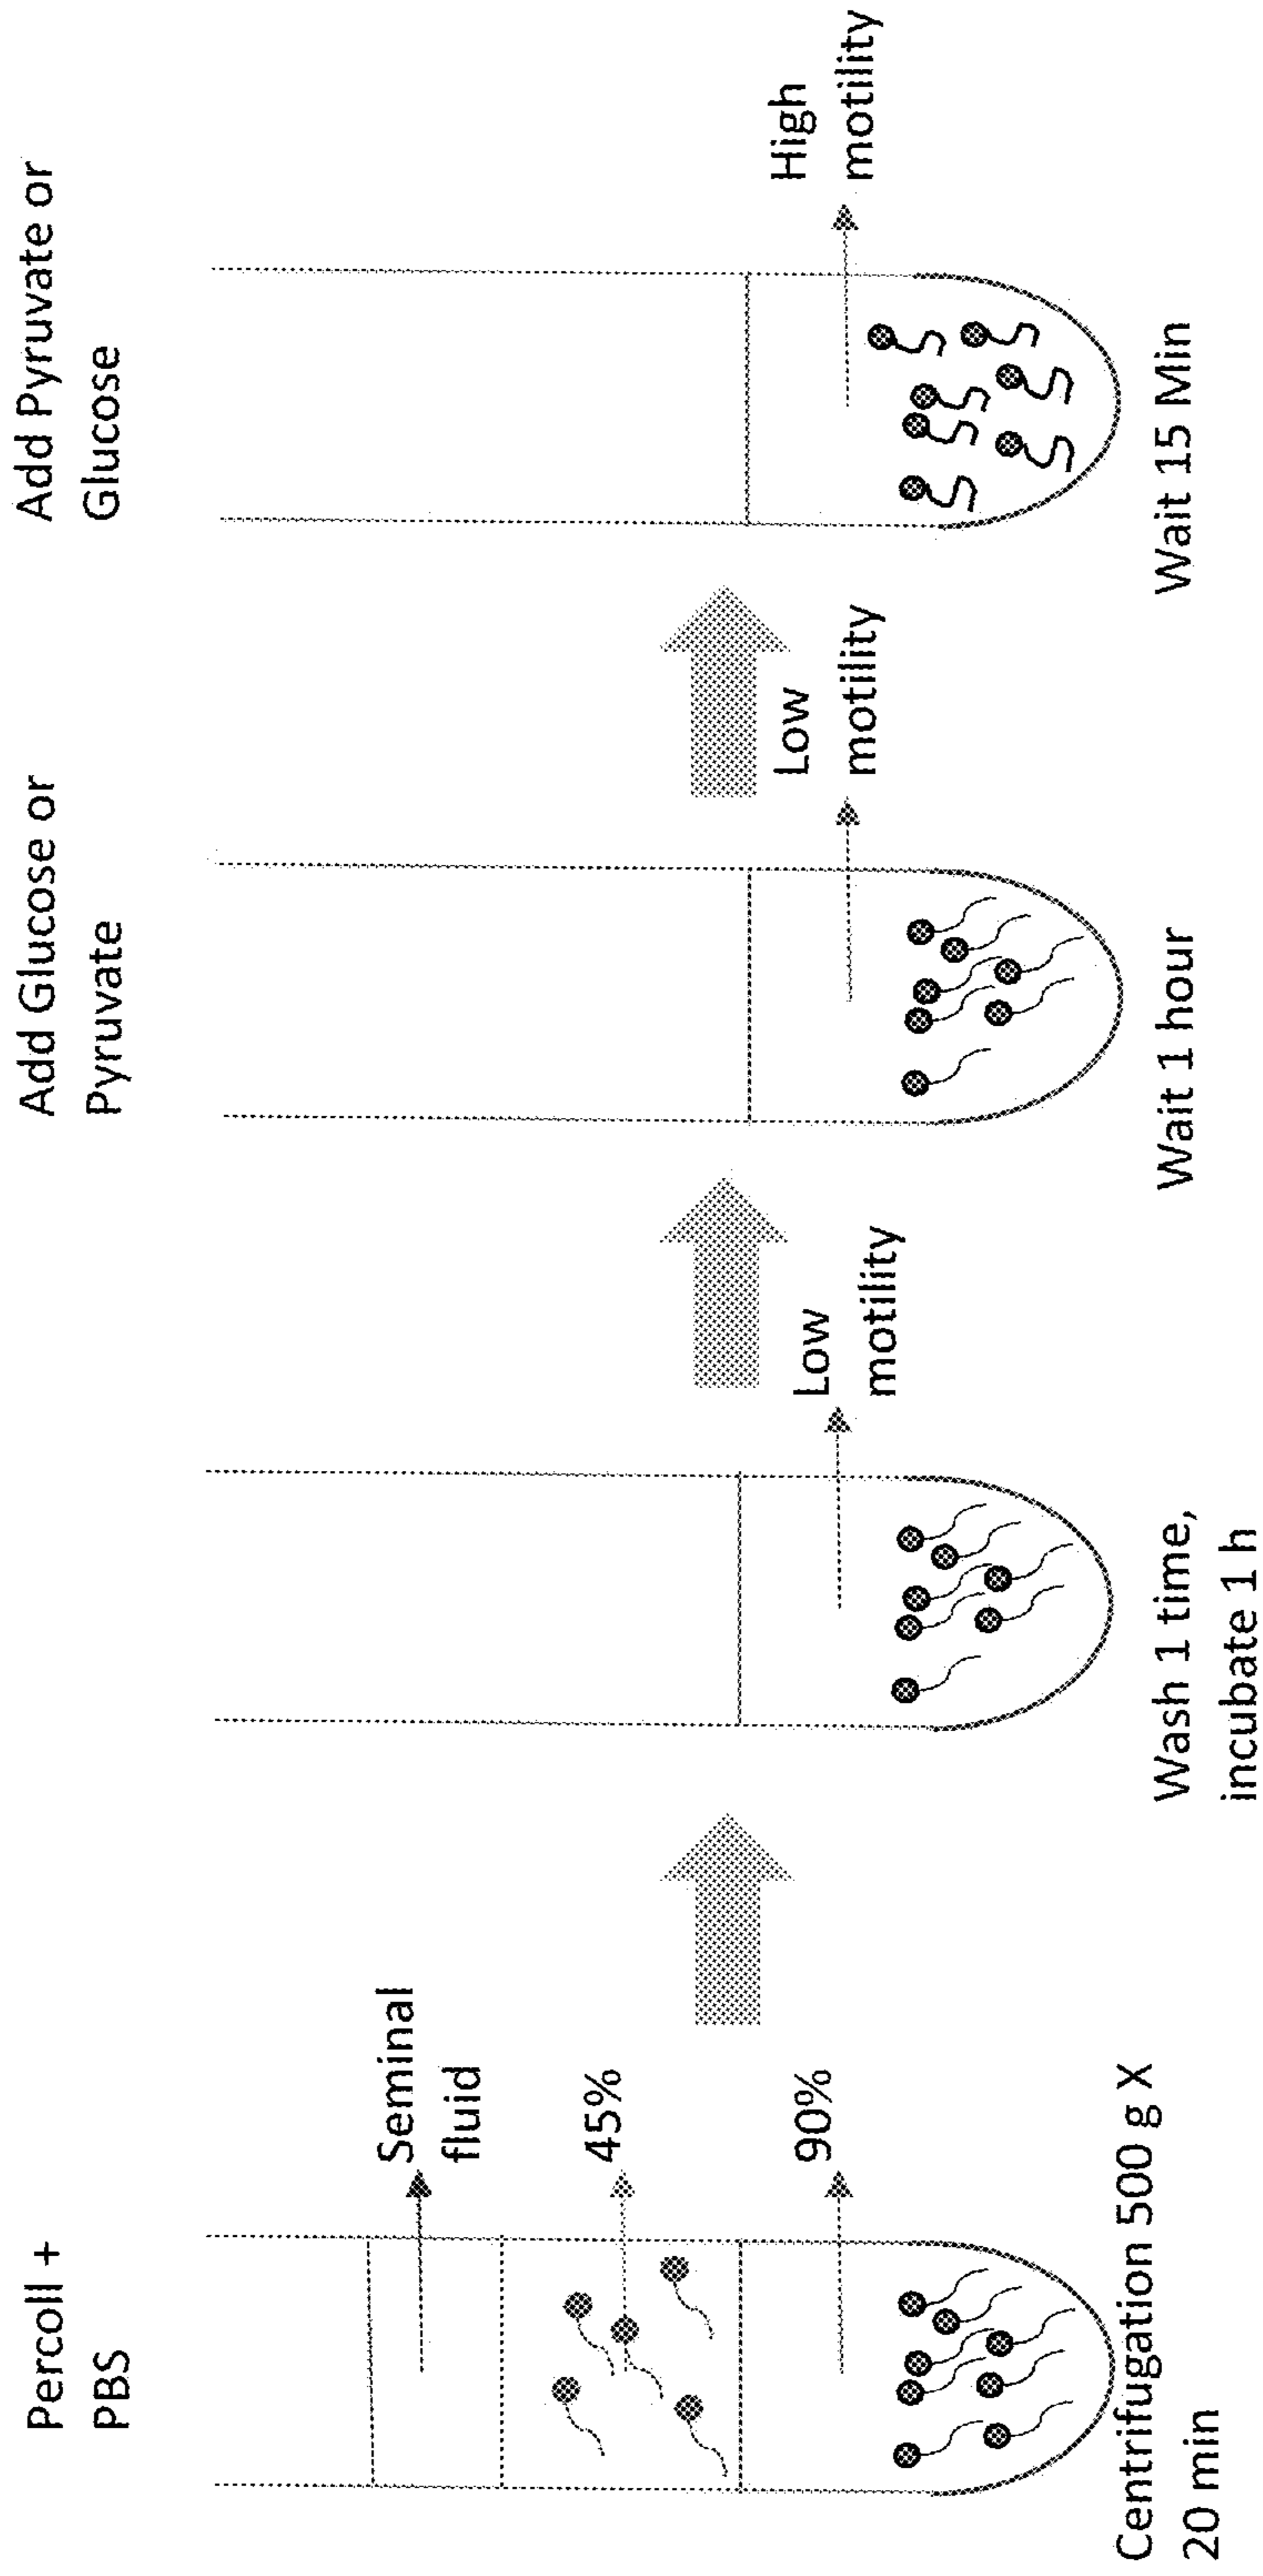 Percoll +
PBS
Seminal
fluid
45%
90%
Centrifugation 500 g X
20 min
Low
motility
Wash 1 time,
incubate 1 h
Add Glucose or
Pyruvate
Low
motility
Wait 1 hour
Add Pyruvate or
Glucose
High
motility
Wait 15 Min